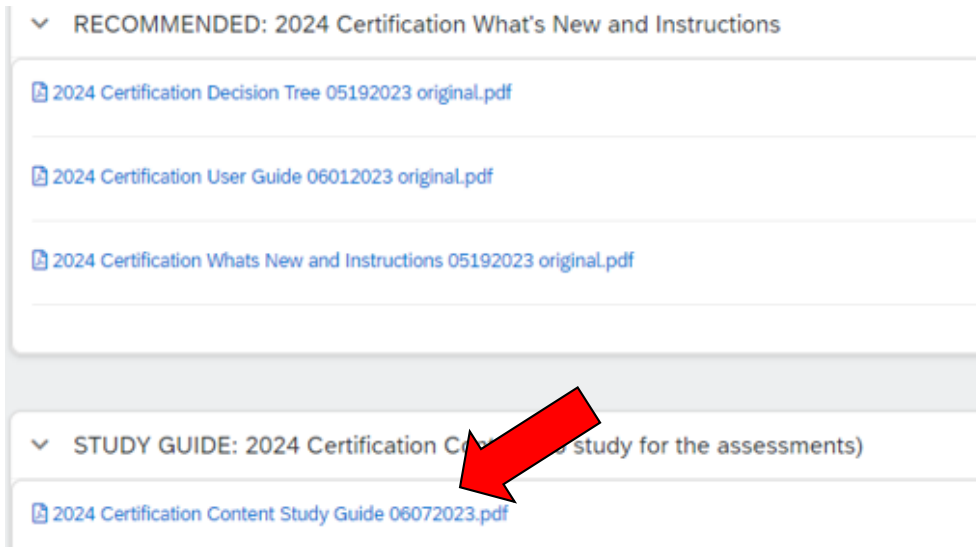 RECOMMENDED: 2024 Certification What's New and Instructions
2024 Certification Decision Tree 05192023 original.pdf
2024 Certification User Guide 06012023 original.pdf
2024 Certification Whats New and Instructions 05192023 original.pdf
STUDY GUIDE: 2024 Certification study for the assessments)
2024 Certification Content Study Guide 06072023.pdf